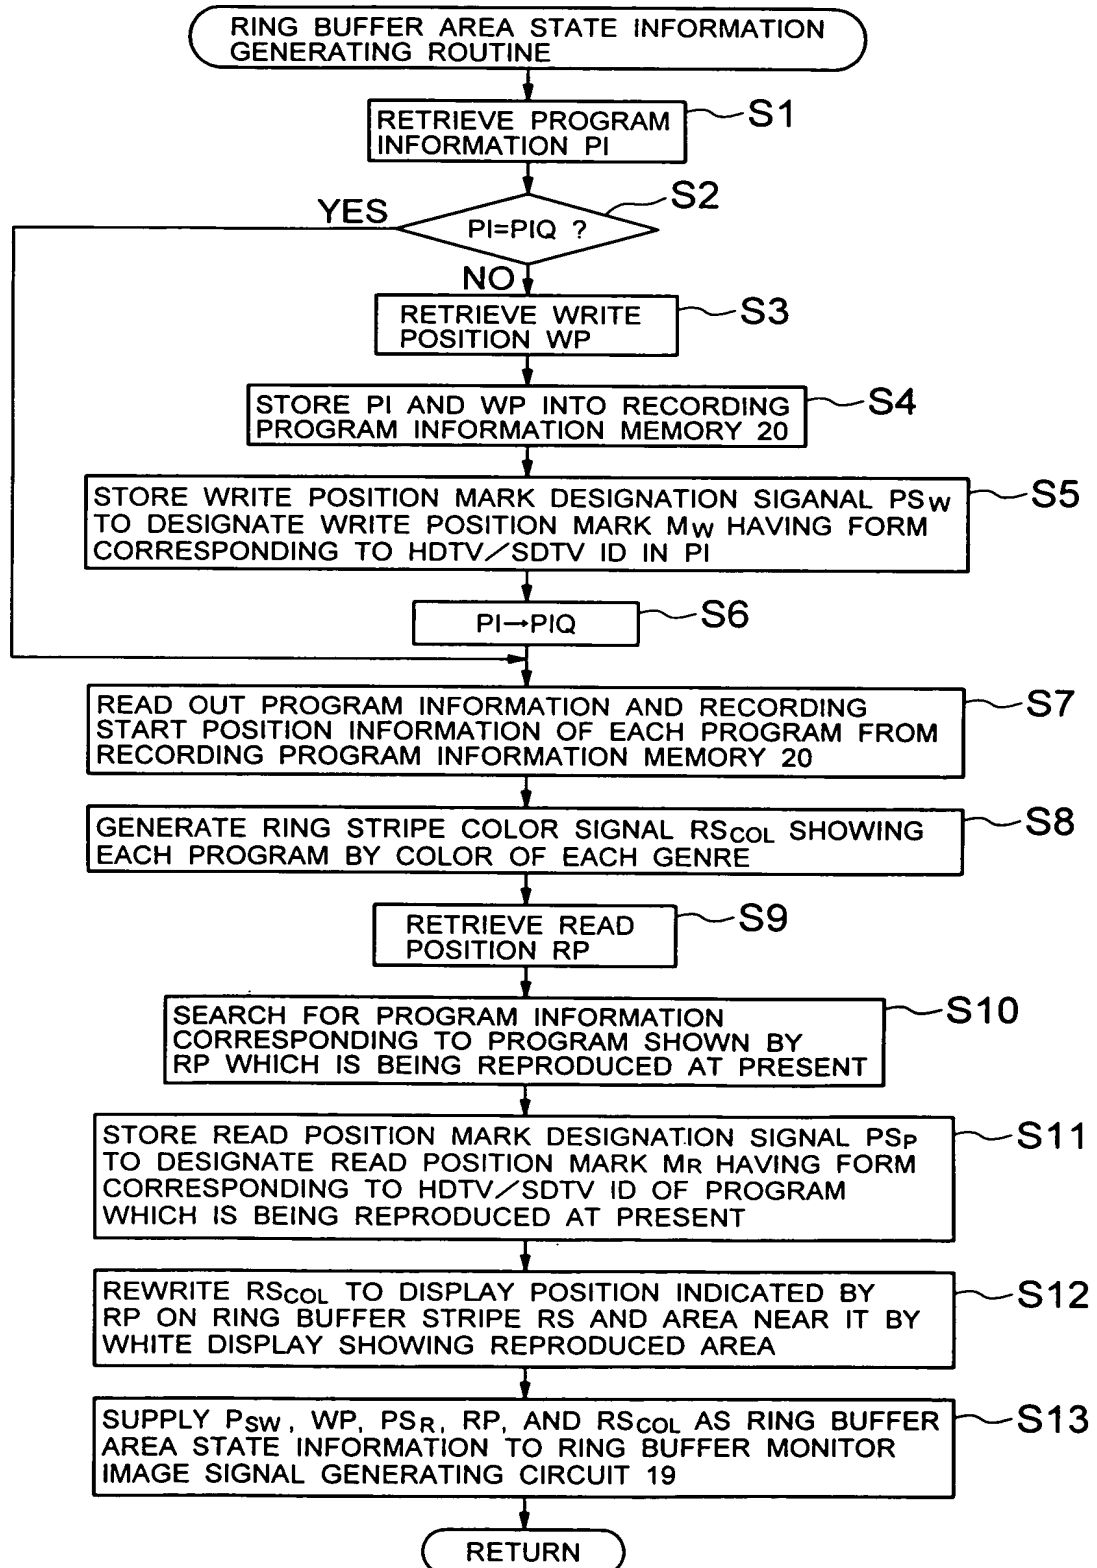 RING BUFFER AREA STATE INFORMATION
GENERATING ROUTINE
S1
RETRIEVE PROGRAM
INFORMATION PI
S2
YES
PI=PIQ ?
NO
S3
RETRIEVE WRITE
POSITION WP
S4
STORE PI AND WP INTO RECORDING
PROGRAM INFORMATION MEMORY 20
S5
STORE WRITE POSITION MARK DESIGNATION SIGANAL PSW
TO DESIGNATE WRITE POSITION MARK MW HAVING FORM
CORRESPONDING TO HDTV/SDTV ID IN PI
S6
PI→PIQ
S7
READ OUT PROGRAM INFORMATION AND RECORDING
START POSITION INFORMATION OF EACH PROGRAM FROM
RECORDING PROGRAM INFORMATION MEMORY 20
S8
GENERATE RING STRIPE COLOR SIGNAL RSCOL SHOWING
EACH PROGRAM BY COLOR OF EACH GENRE
S9
RETRIEVE READ
POSITION RP
S10
SEARCH FOR PROGRAM INFORMATION
CORRESPONDING TO PROGRAM SHOWN BY
RP WHICH IS BEING REPRODUCED AT PRESENT
S11
STORE READ POSITION MARK DESIGNATION SIGNAL PSP
TO DESIGNATE READ POSITION MARK MR HAVING FORM
CORRESPONDING TO HDTV/SDTV ID OF PROGRAM
WHICH IS BEING REPRODUCED AT PRESENT
S12
REWRITE RSCOL TO DISPLAY POSITION INDICATED BY
RP ON RING BUFFER STRIPE RS AND AREA NEAR IT BY
WHITE DISPLAY SHOWING REPRODUCED AREA
S13
SUPPLY PSW, WP, PSR, RP, AND RSCOL AS RING BUFFER
AREA STATE INFORMATION TO RING BUFFER MONITOR
IMAGE SIGNAL GENERATING CIRCUIT 19
RETURN